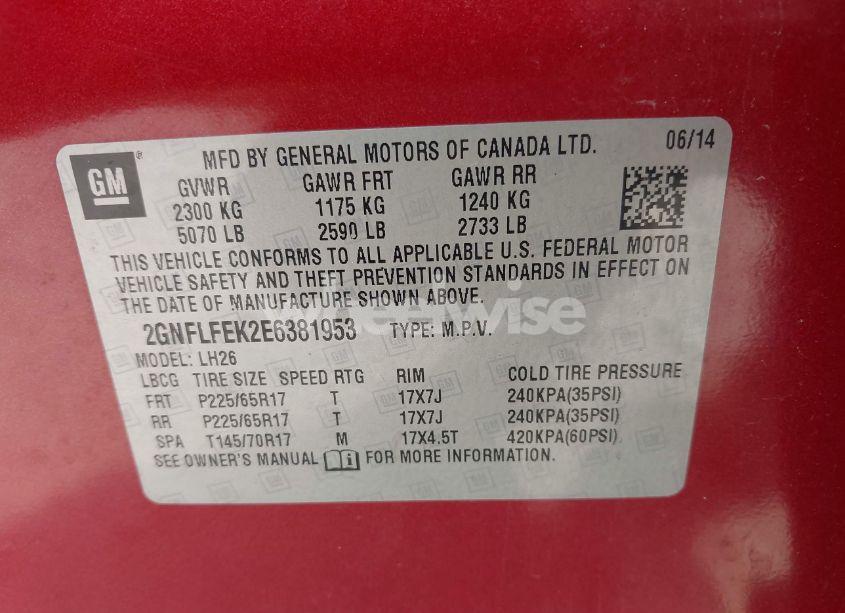 GM
MFD BY GENERAL MOTORS OF CANADA LTD. 06/14
GVWR GAWR FRT GAWR RR
2300 KG 1175 KG 1240 KG
5070 LB 2590 LB 2733 LB
THIS VEHICLE CONFORMS TO ALL APPLICABLE U.S. FEDERAL MOTOR
VEHICLE SAFETY AND THEFT PREVENTION STANDARDS IN EFFECT ON
THE DATE OF MANUFACTURE SHOWN ABOVE.
wheelwise
2GNFLFEK2E6381953 TYPE: M.P.V.
MODEL: LH26
LBCG TIRE SIZE SPEED RTG RIM COLD TIRE PRESSURE
FRT P225/65R17 T 17X7J 240KPA(35PSI)
RR P225/65R17 T 17X7J 240KPA(35PSI)
SPA T145/70R17 M 17X4.5T 420KPA(60PSI)
SEE OWNER'S MANUAL FOR MORE INFORMATION.